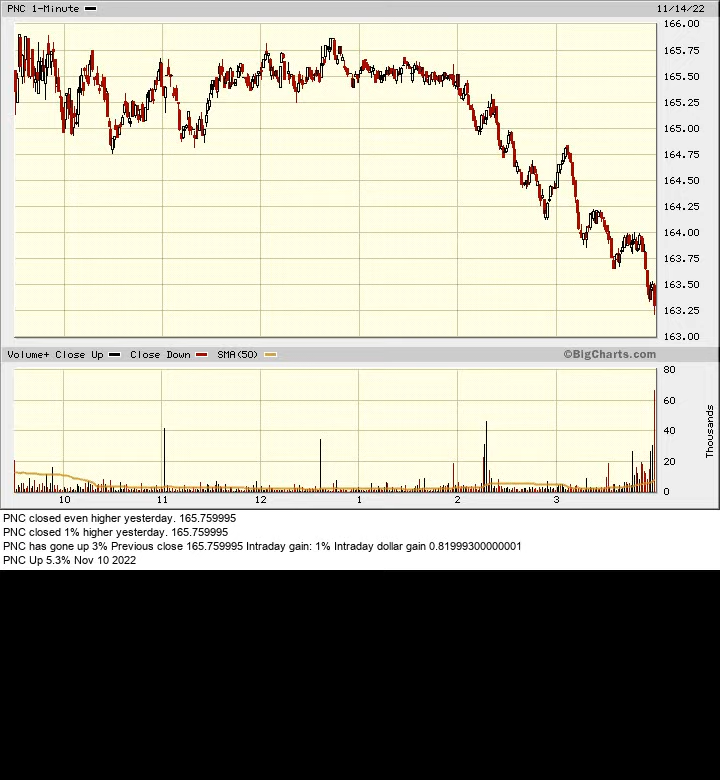 PNC 1-Minute 11/14/22
166.00
165.75
165.50
165.25
165.00
164.75
164.50
164.25
164.00
163.75
163.50
163.25
163.00
Volume+ Close Up Close Down SMA(50) ©BigCharts.com
80
60
40
20
0
Thousands
10 11 12 1 2 3
PNC closed even higher yesterday. 165.759995
PNC closed 1% higher yesterday. 165.759995
PNC has gone up 3% Previous close 165.759995 Intraday gain: 1% Intraday dollar gain 0.81999300000001
PNC Up 5.3% Nov 10 2022